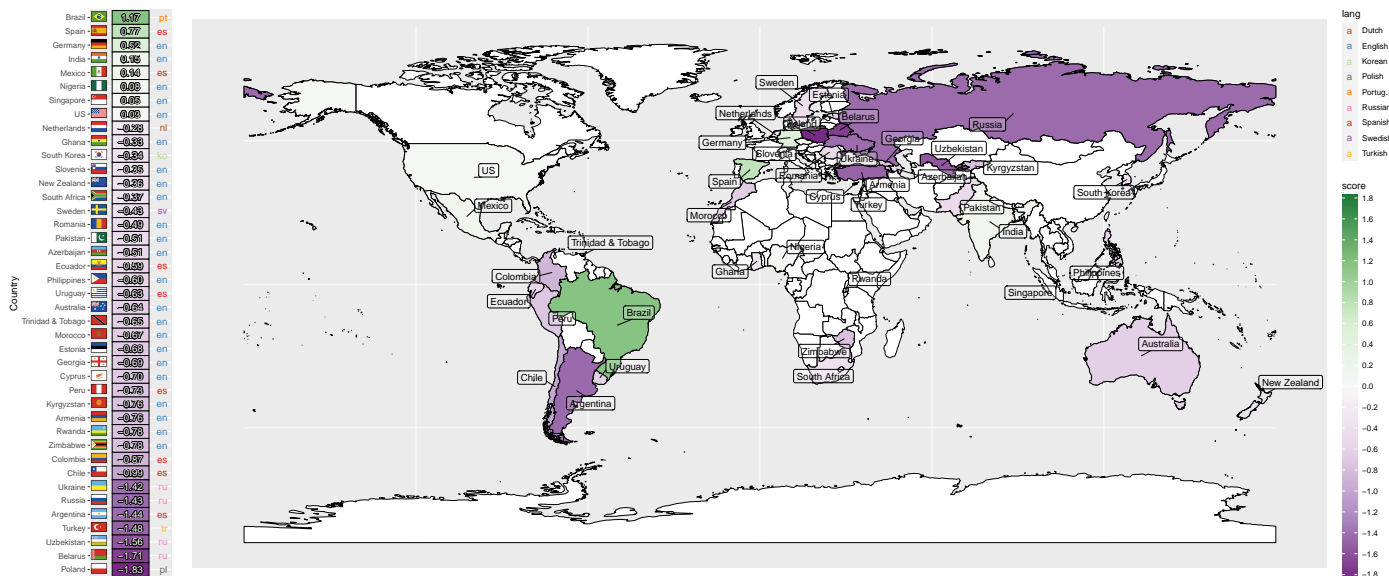 Country
Brazil 1.17 pt
Spain 0.77 es
Germany 0.52 en
India 0.15 en
Mexico 0.14 es
Nigeria 0.08 en
Singapore 0.05 en
US 0.03 en
Netherlands −0.28 nl
Ghana −0.33 en
South Korea −0.34 ko
Slovenia −0.35 en
New Zealand −0.36 en
South Africa −0.37 en
Sweden −0.43 sv
Romania −0.49 en
Pakistan −0.51 en
Azerbaijan −0.51 en
Ecuador −0.59 es
Philippines −0.60 en
Uruguay −0.63 es
Australia −0.64 en
Trinidad & Tobago −0.65 en
Morocco −0.67 en
Estonia −0.68 en
Georgia −0.69 en
Cyprus −0.70 en
Peru −0.73 es
Kyrgyzstan −0.76 en
Armenia −0.76 en
Rwanda −0.78 en
Zimbabwe −0.78 en
Colombia −0.87 es
Chile −0.99 es
Ukraine −1.42 ru
Russia −1.43 ru
Argentina −1.44 es
Turkey −1.48 tr
Uzbekistan −1.56 ru
Belarus −1.71 ru
Poland −1.83 pl
Sweden
Estonia
Netherlands
Belarus
Poland
Russia
Germany
Georgia
Uzbekistan
Slovenia
Ukraine
Kyrgyzstan
US
Romania
Azerbaijan
Spain
Armenia
South Korea
Cyprus
Turkey
Mexico
Pakistan
Morocco
India
Trinidad & Tobago
Nigeria
Ghana
Philippines
Colombia
Rwanda
Ecuador
Singapore
Peru
Brazil
Australia
Zimbabwe
Uruguay
Chile
South Africa
New Zealand
Argentina
lang
a Dutch
a English
a Korean
a Polish
a Portug.
a Russian
a Spanish
a Swedish
a Turkish
score
1.8
1.6
1.4
1.2
1.0
0.8
0.6
0.4
0.2
0.0
−0.2
−0.4
−0.6
−0.8
−1.0
−1.2
−1.4
−1.6
−1.8